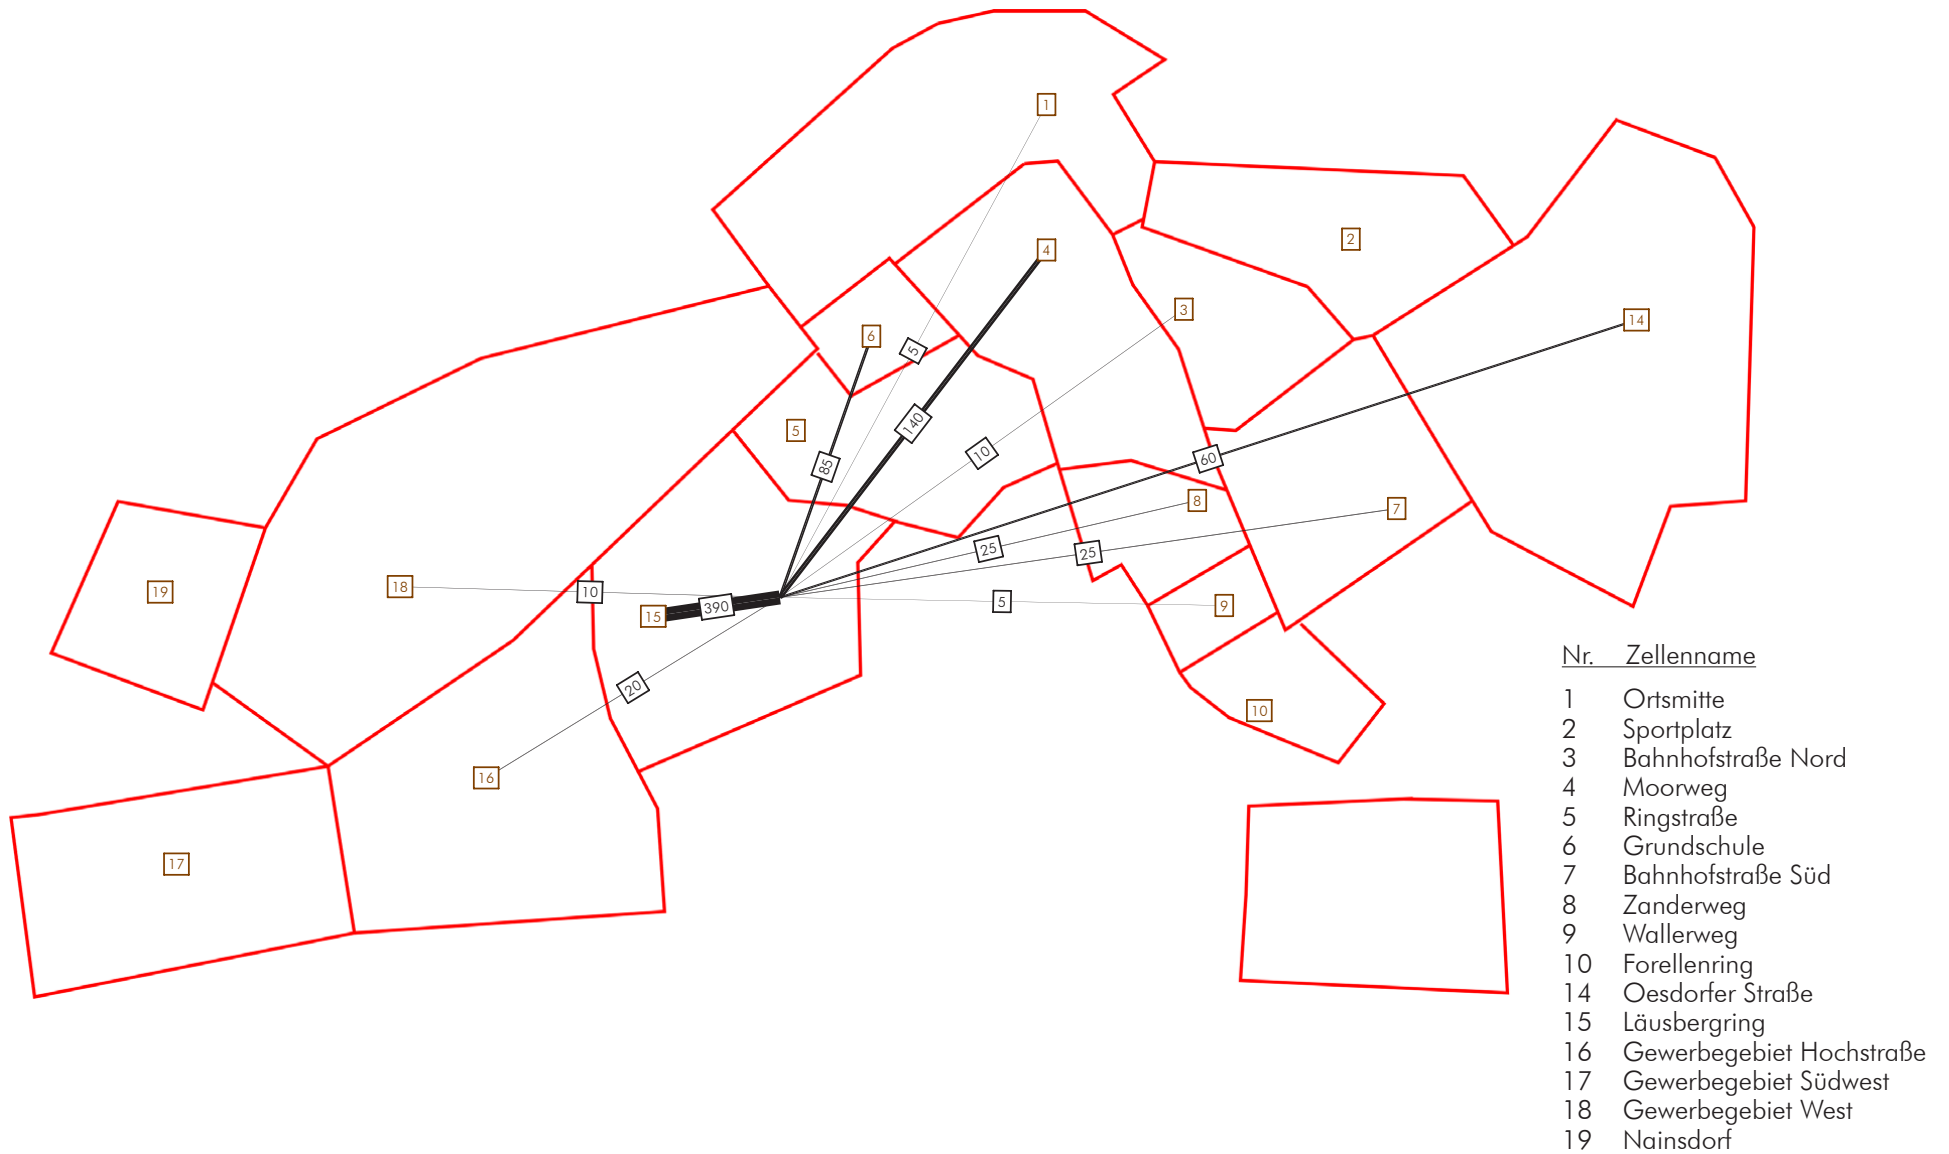 1
4
2
3
14
6
5
5
140
85
10
60
8
7
25
25
18
10
19
15
390
5
9
20
10
16
17
Nr. Zellenname
1 Ortsmitte
2 Sportplatz
3 Bahnhofstraße Nord
4 Moorweg
5 Ringstraße
6 Grundschule
7 Bahnhofstraße Süd
8 Zanderweg
9 Wallerweg
10 Forellenring
14 Oesdorfer Straße
15 Läusbergring
16 Gewerbegebiet Hochstraße
17 Gewerbegebiet Südwest
18 Gewerbegebiet West
19 Nainsdorf